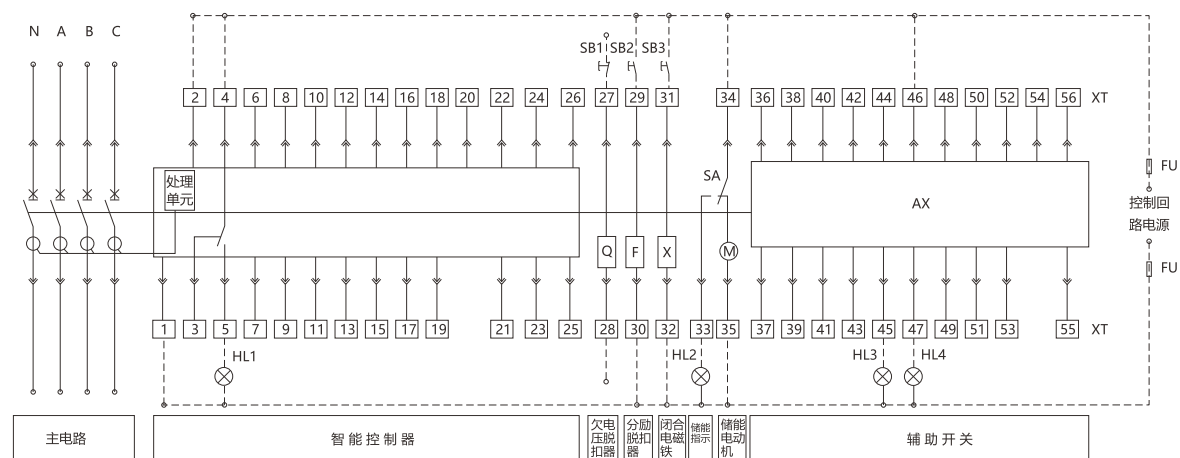 N A B C
SB1 SB2 SB3
2 4 6 8 10 12 14 16 18 20 22 24 26 27 29 31 34 36 38 40 42 44 46 48 50 52 54 56 XT
FU
处理
单元
SA
AX
控制回
路电源
Q F X M
FU
1 3 5 7 9 11 13 15 17 19 21 23 25 28 30 32 33 35 37 39 41 43 45 47 49 51 53 55 XT
HL1 HL2 HL3 HL4
主电路
智能控制器
欠电
压脱
扣器
分励
脱扣
器
闭合
电磁
铁
储能
指示
储能
电动
机
辅助开关